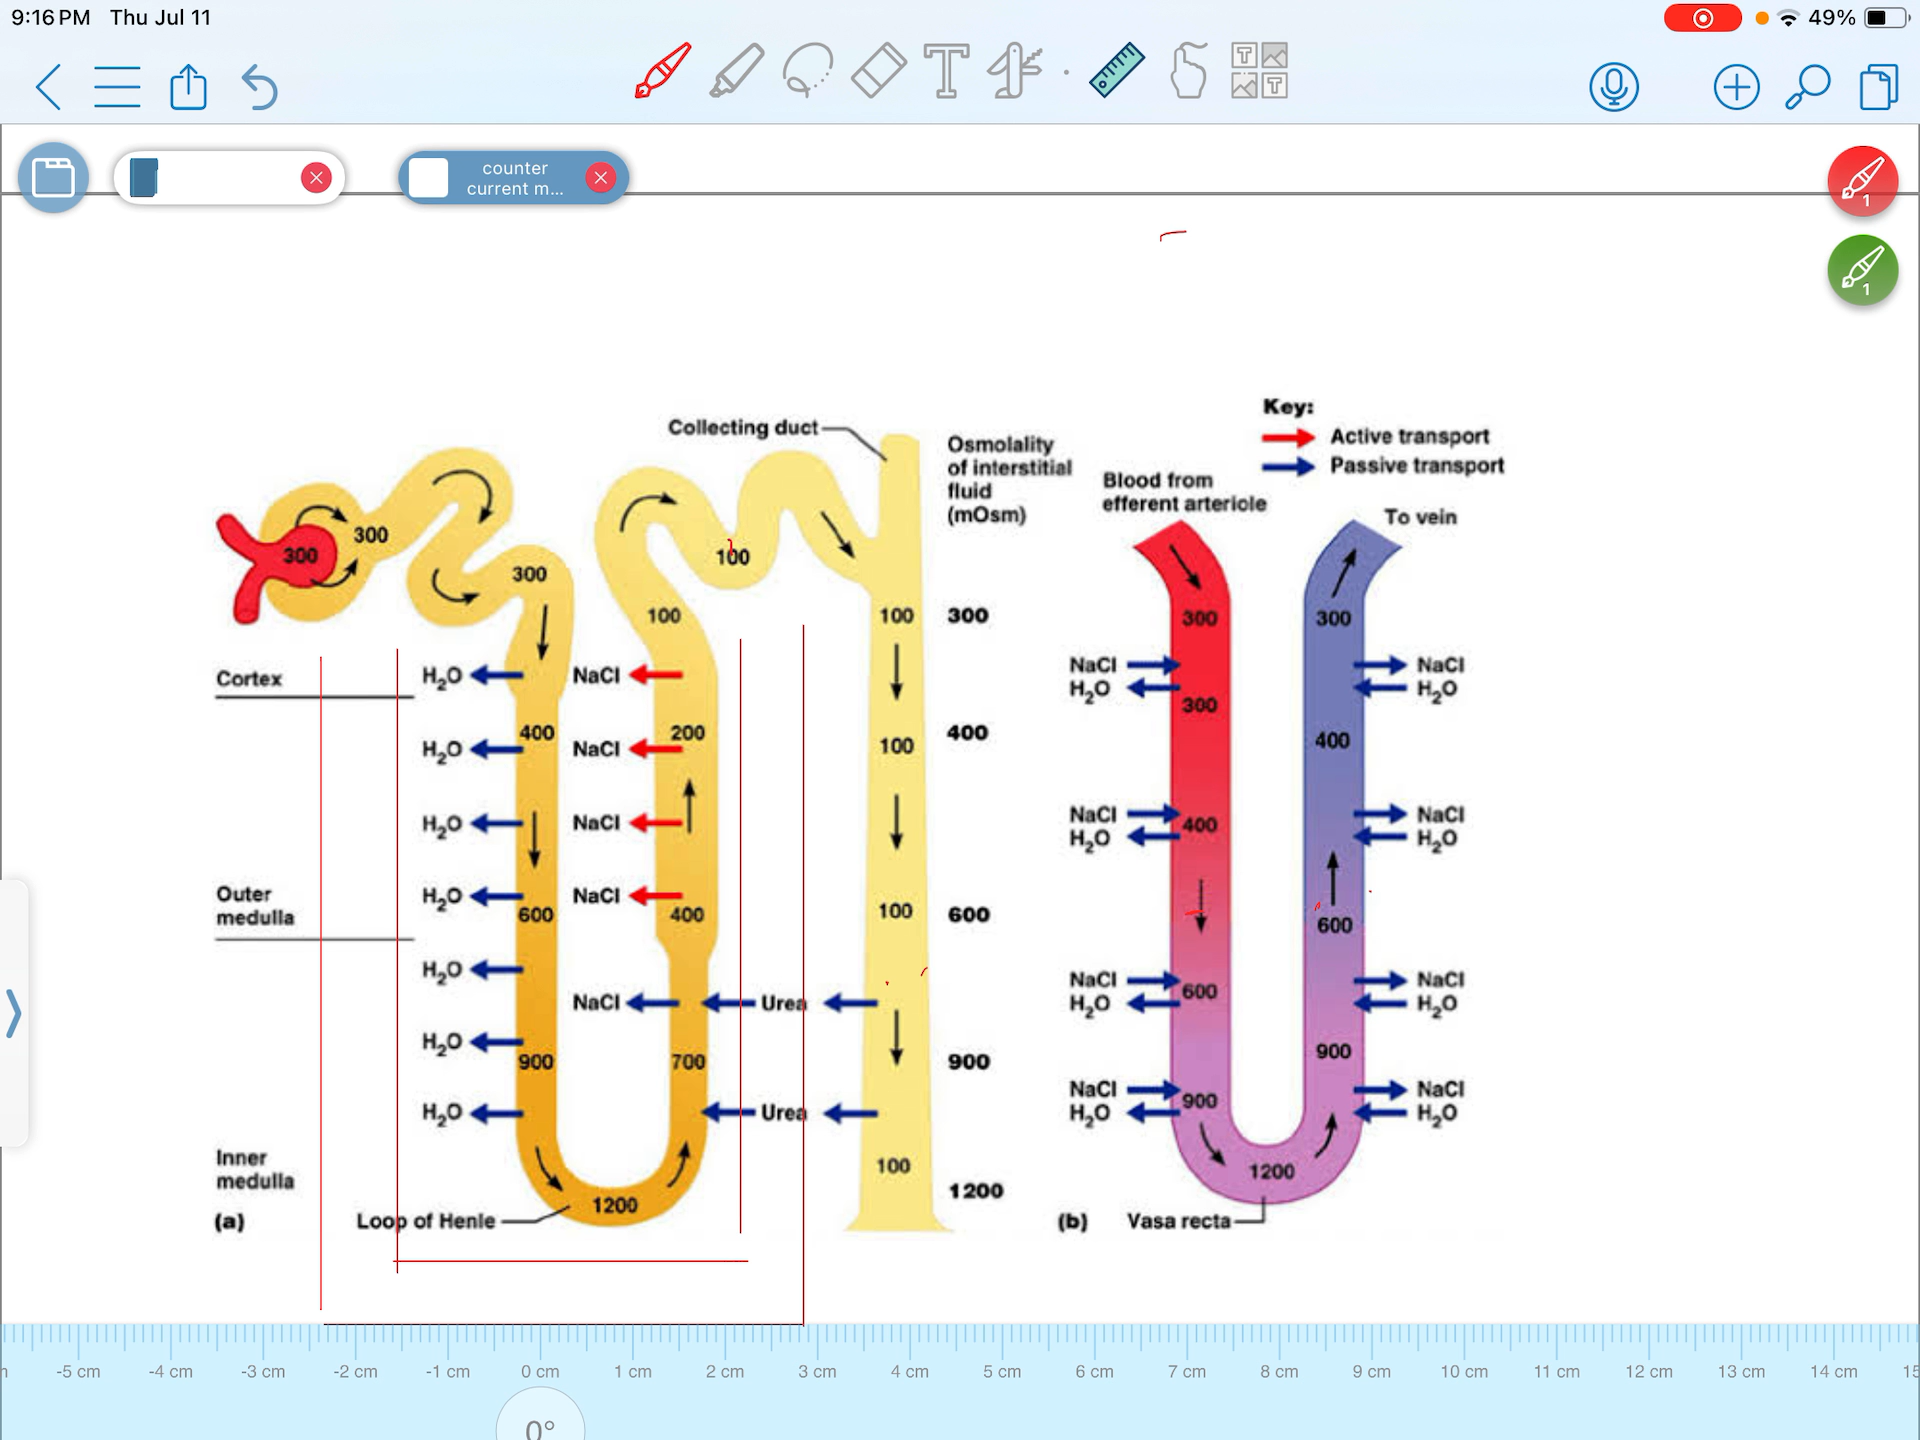 9:16 PM Thu Jul 11
49%
counter
current m...
1
1
Key:
Active transport
Passive transport
Collecting duct
Osmolality
of interstitial
fluid
(mOsm)
Blood from
efferent arteriole
To vein
300
300
300
100
100
100
300
300
300
Cortex
H₂O
NaCl
NaCl
H₂O
300
NaCl
H₂O
400
H₂O
NaCl
200
100
400
400
H₂O
NaCl
NaCl
H₂O
400
NaCl
H₂O
Outer
medulla
H₂O
600
NaCl
400
100
600
600
H₂O
NaCl
Urea
NaCl
H₂O
600
NaCl
H₂O
H₂O
900
700
900
900
H₂O
Urea
NaCl
H₂O
900
NaCl
H₂O
Inner
medulla
100
1200
1200
1200
(a)
Loop of Henle
(b)
Vasa recta
-5 cm -4 cm -3 cm -2 cm -1 cm 0 cm 1 cm 2 cm 3 cm 4 cm 5 cm 6 cm 7 cm 8 cm 9 cm 10 cm 11 cm 12 cm 13 cm 14 cm 15
0°